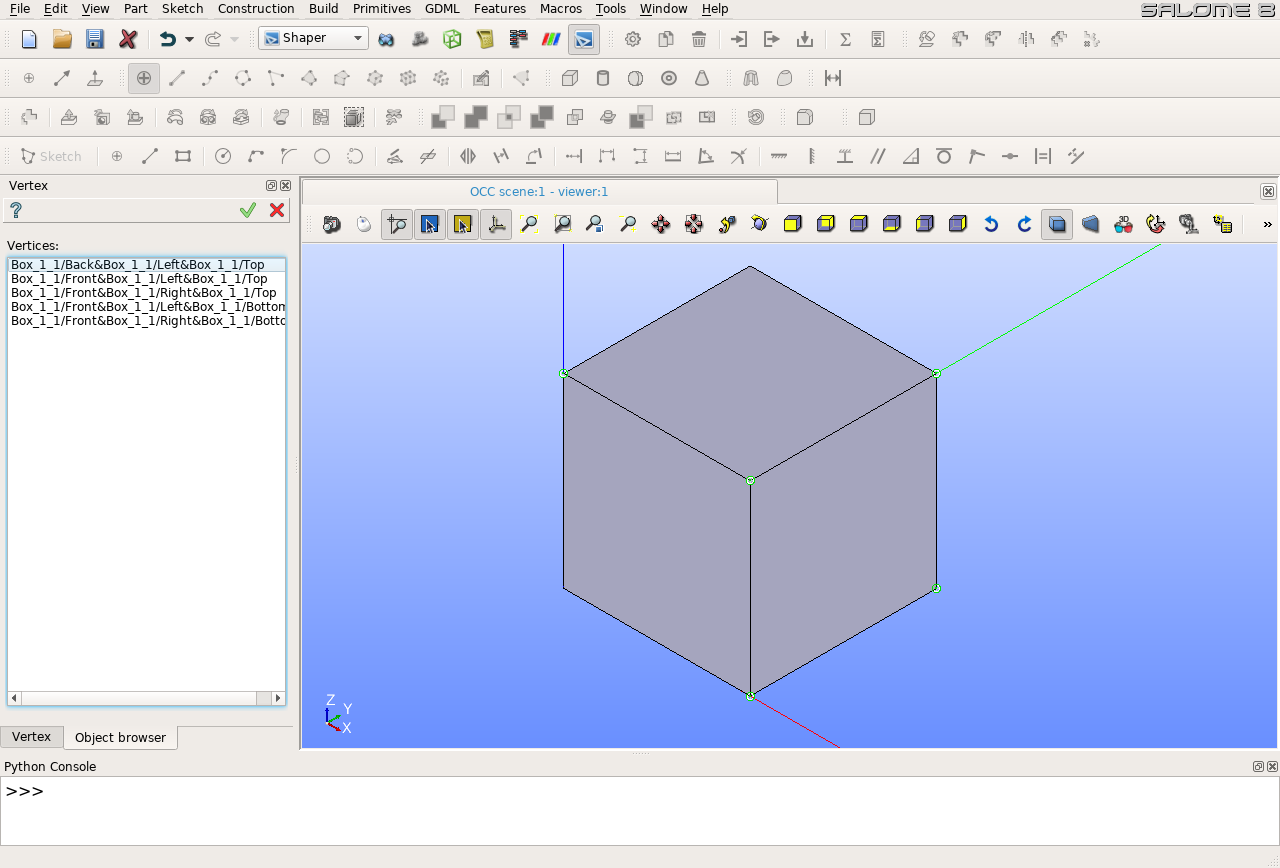 File Edit View Part Sketch Construction Build Primitives GDML Features Macros Tools Window Help SALOME 8
Shaper
Sketch
Vertex
OCC scene:1 - viewer:1
?
3D
»
Vertices:
Box_1_1/Back&Box_1_1/Left&Box_1_1/Top
Box_1_1/Front&Box_1_1/Left&Box_1_1/Top
Box_1_1/Front&Box_1_1/Right&Box_1_1/Top
Box_1_1/Front&Box_1_1/Left&Box_1_1/Bottom
Box_1_1/Front&Box_1_1/Right&Box_1_1/Botto
Z
Y
X
Vertex Object browser
Python Console
>>>